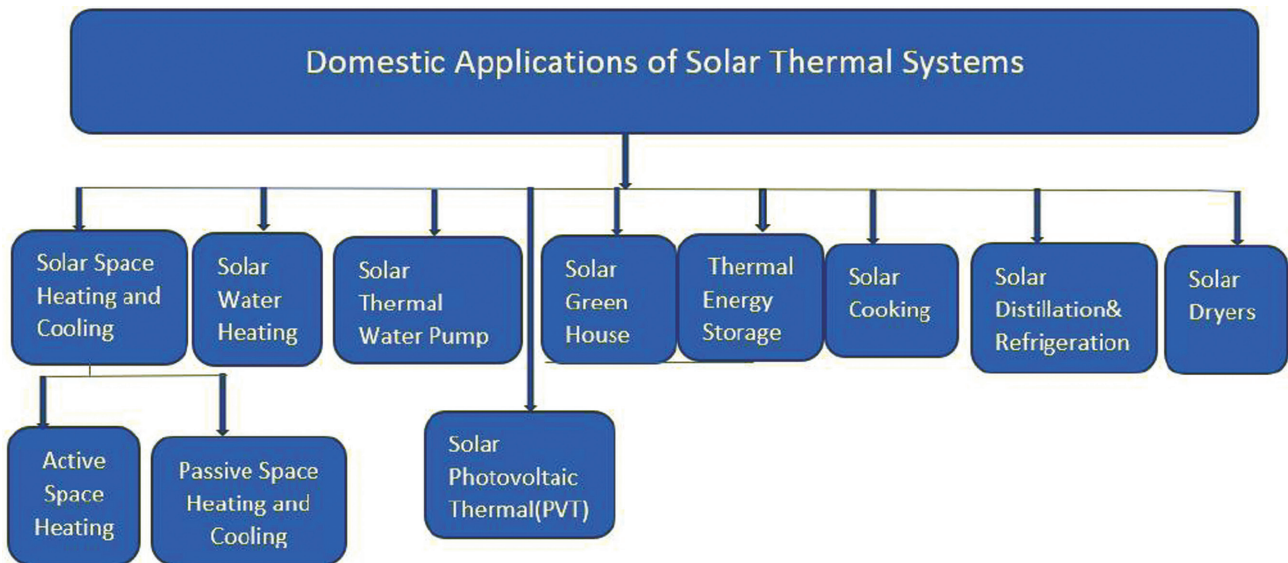 Domestic Applications of Solar Thermal Systems
Solar Space
Heating and
Cooling
Solar
Water
Heating
Solar
Thermal
Water Pump
Solar
Green
House
Thermal
Energy
Storage
Solar
Cooking
Solar
Distillation&
Refrigeration
Solar
Dryers
Active
Space
Heating
Passive Space
Heating and
Cooling
Solar
Photovoltaic
Thermal(PVT)